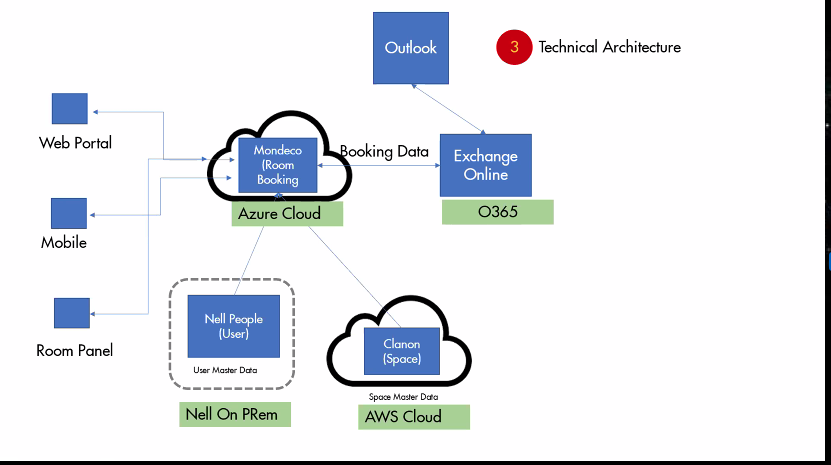 Outlook
3 Technical Architecture
Web Portal
Mondeco
(Room
Booking
Booking Data
Exchange
Online
Azure Cloud
O365
Mobile
Nell People
(User)
User Master Data
Room Panel
Clanon
(Space)
Space Master Data
Nell On PRem
AWS Cloud